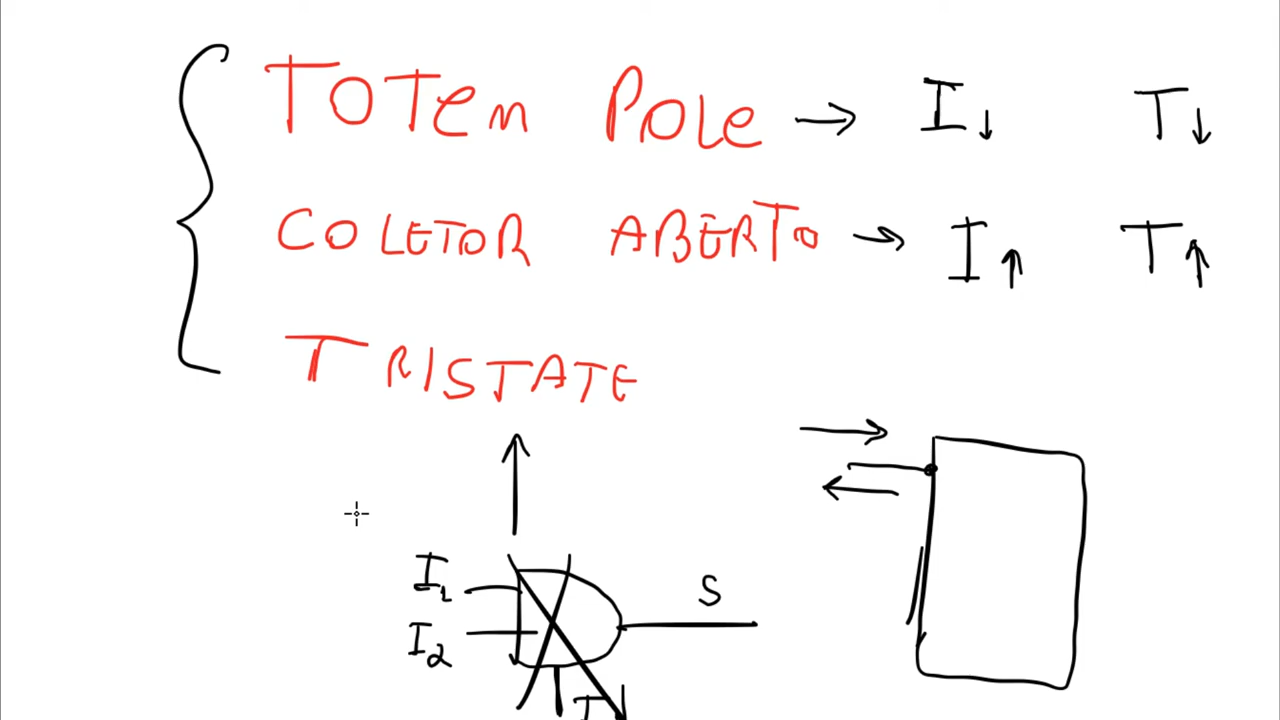 TOTem POLe → I↓ T↓
COLETOR ABERTO → I↑ T↑
TRISTATE
I1
S
I2